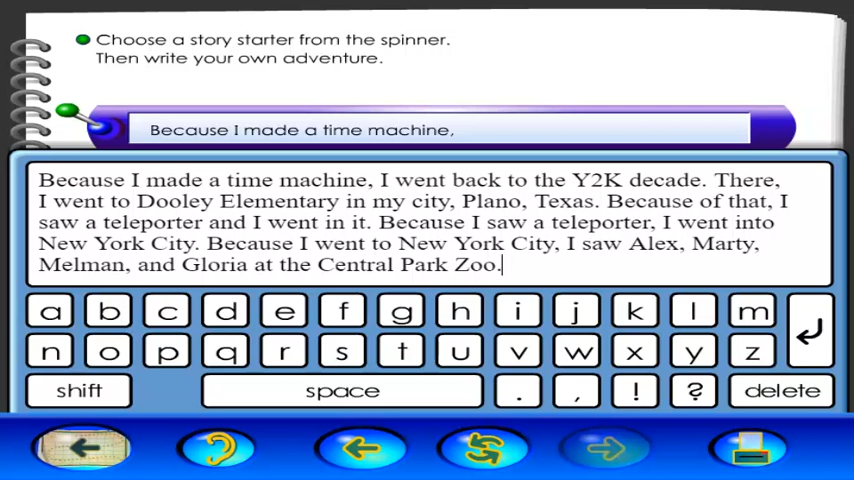 Choose a story starter from the spinner.
Then write your own adventure.
Because I made a time machine,
Because I made a time machine, I went back to the Y2K decade. There,
I went to Dooley Elementary in my city, Plano, Texas. Because of that, I
saw a teleporter and I went in it. Because I saw a teleporter, I went into
New York City. Because I went to New York City, I saw Alex, Marty,
Melman, and Gloria at the Central Park Zoo.
a b c d e f g h i j k l m
n o p q r s t u v w x y z
shift space . , ! ? delete